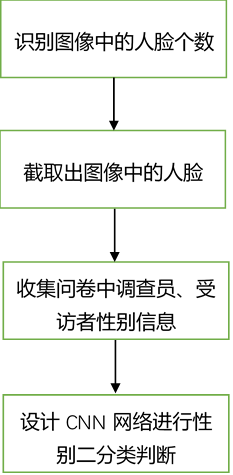 识别图像中的人脸个数
截取出图像中的人脸
收集问卷中调查员、受
访者性别信息
设计 CNN 网络进行性
别二分类判断